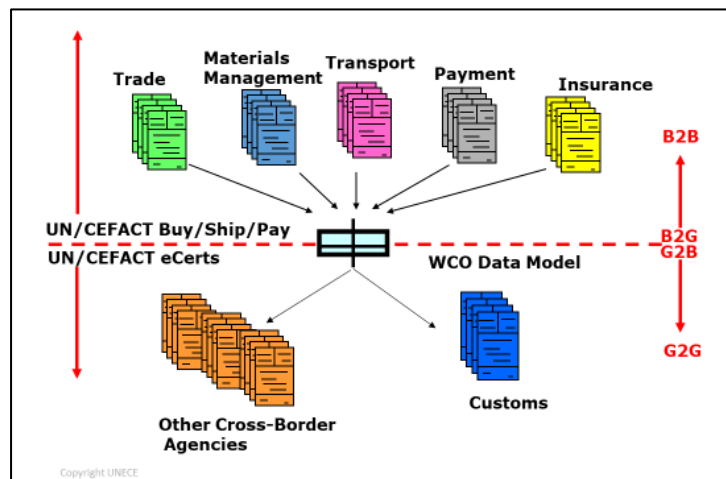 Trade
Materials
Management
Transport
Payment
Insurance
B2B
UN/CEFACT Buy/Ship/Pay
B2G
UN/CEFACT eCerts
WCO Data Model
G2B
G2G
Other Cross-Border
Agencies
Customs
Copyright UNECE